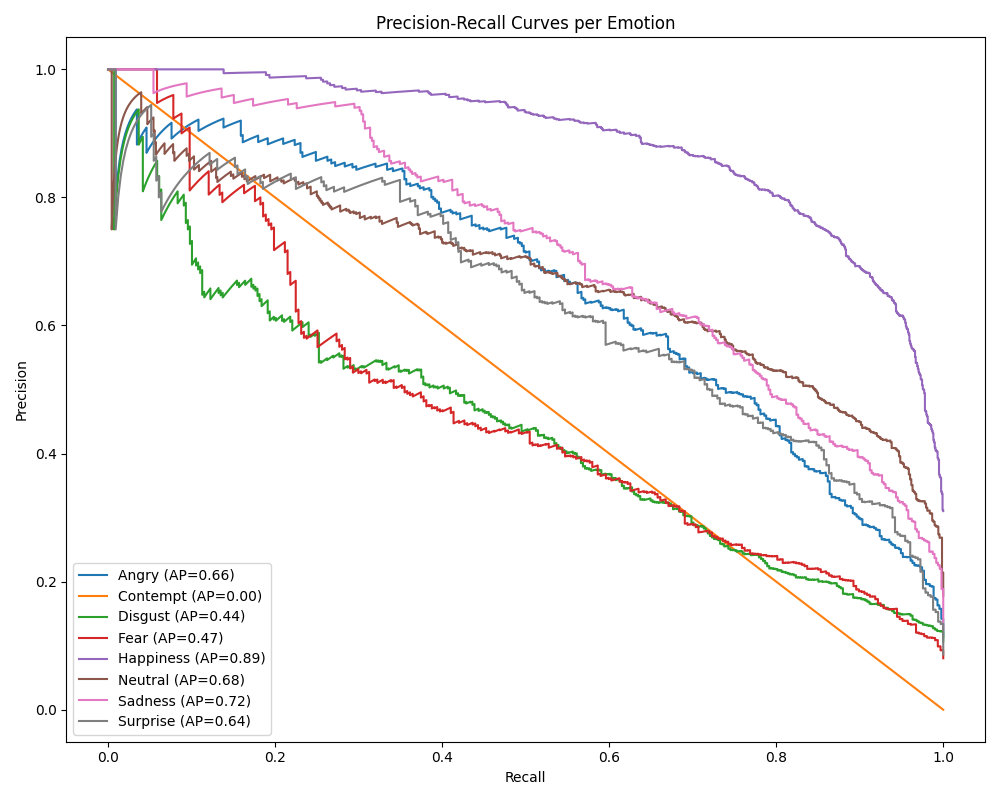 Precision-Recall Curves per Emotion
Precision
1.0
0.8
0.6
0.4
0.2
0.0
Angry (AP=0.66)
Contempt (AP=0.00)
Disgust (AP=0.44)
Fear (AP=0.47)
Happiness (AP=0.89)
Neutral (AP=0.68)
Sadness (AP=0.72)
Surprise (AP=0.64)
0.0 0.2 0.4 0.6 0.8 1.0
Recall